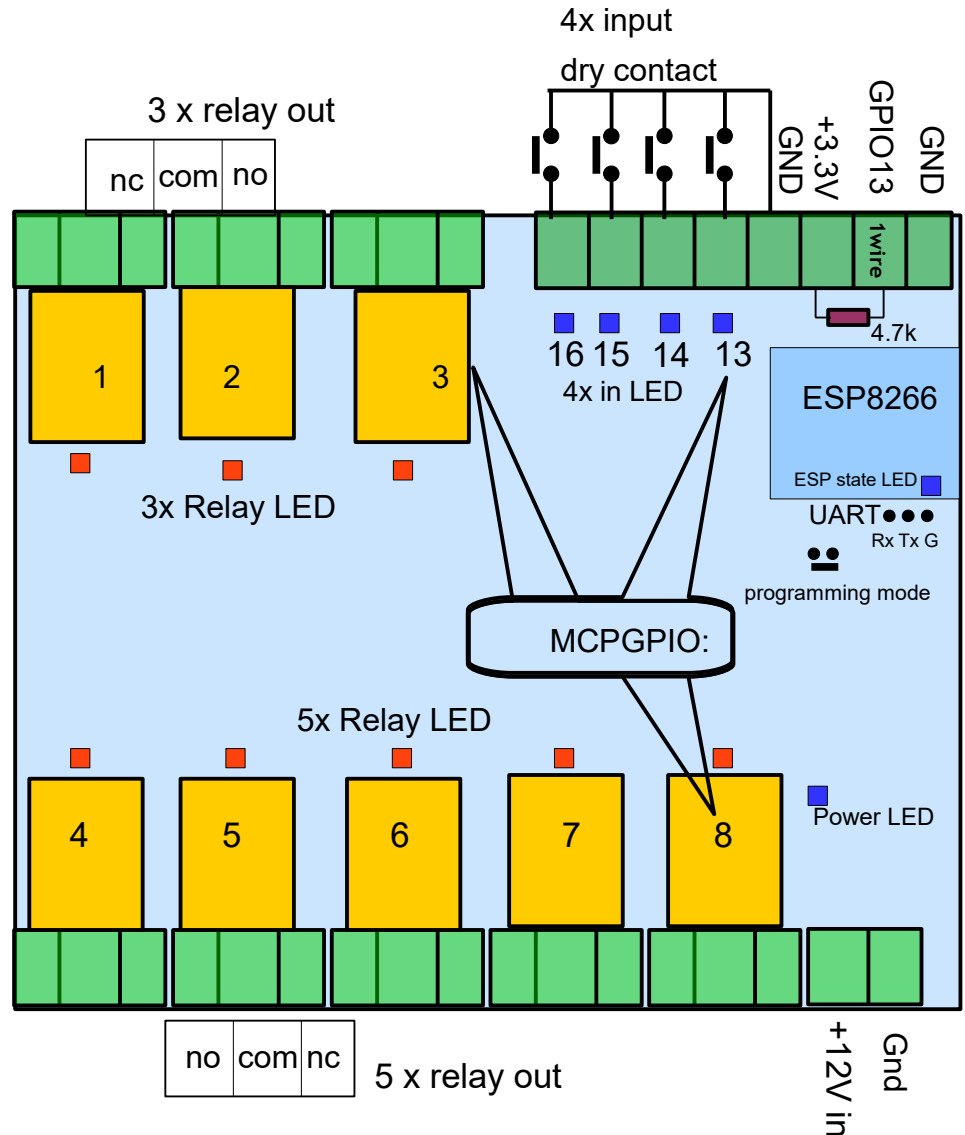 4x input
dry contact
3 x relay out
nc com no
GND
+3.3V
GPIO13
GND
1wire
4.7k
16 15 14 13
4x in LED
1 2 3
ESP8266
ESP state LED
3x Relay LED
UART
Rx Tx G
programming mode
MCPGPIO:
5x Relay LED
Power LED
4 5 6 7 8
+12V in
Gnd
no com nc
5 x relay out